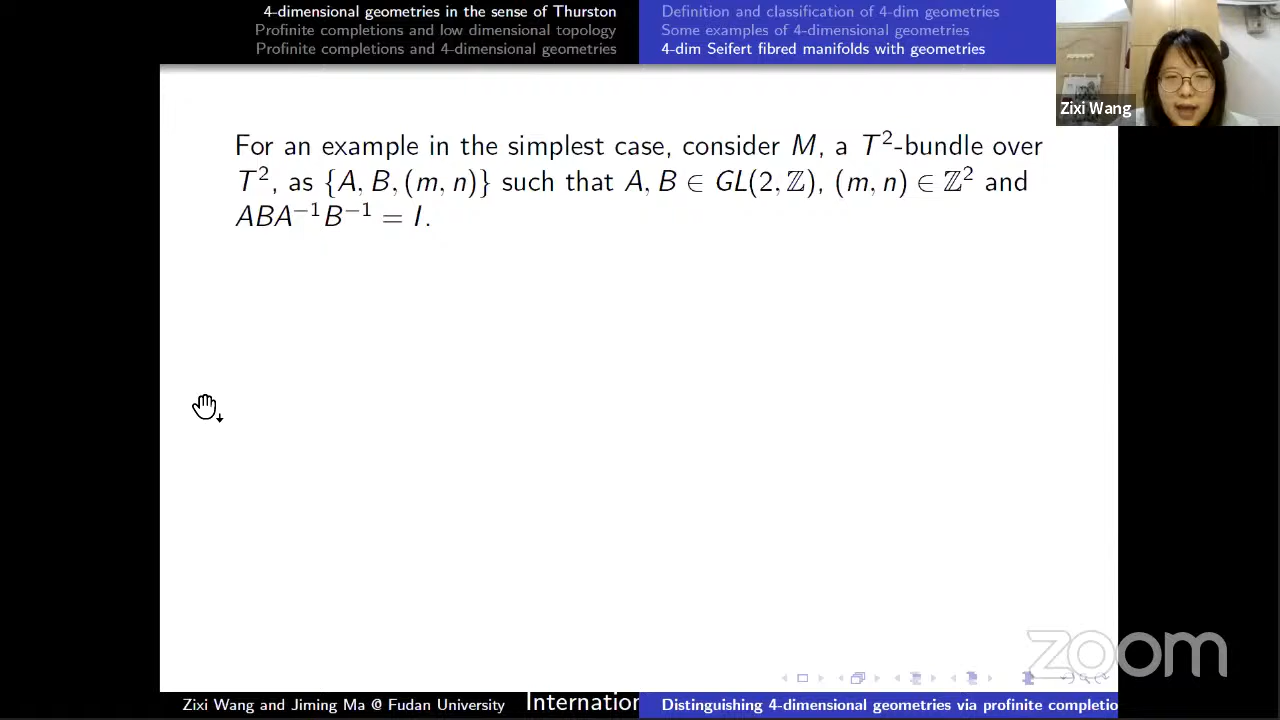 4-dimensional geometries in the sense of Thurston
Profinite completions and low dimensional topology
Profinite completions and 4-dimensional geometries
Definition and classification of 4-dim geometries
Some examples of 4-dimensional geometries
4-dim Seifert fibred manifolds with geometries
Zixi Wang
For an example in the simplest case, consider M, a T²-bundle over
T², as {A, B, (m, n)} such that A, B ∈ GL(2, ℤ), (m, n) ∈ ℤ² and
ABA⁻¹B⁻¹ = I.
zoom
Zixi Wang and Jiming Ma @ Fudan University
Internation
Distinguishing 4-dimensional geometries via profinite completio